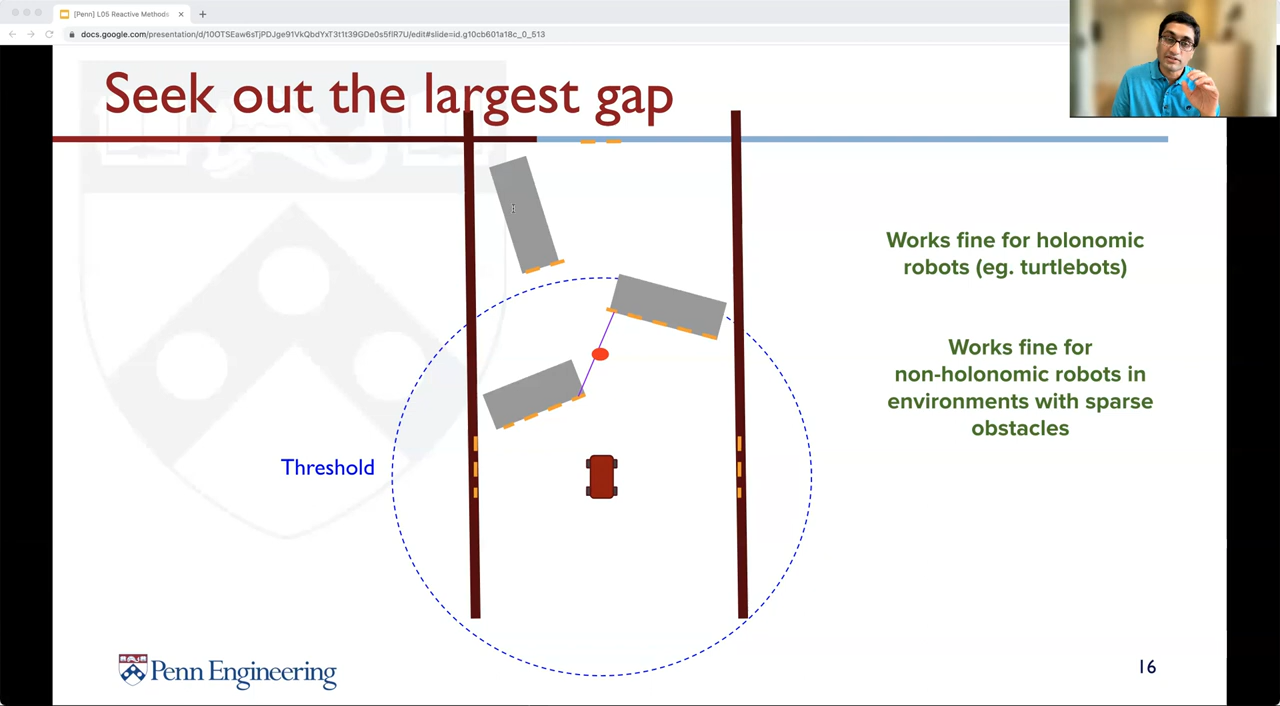 [Penn] L05 Reactive Methods
docs.google.com/presentation/d/10OTSEaw6sTjPDJge91VkQbdYxT3t1t39GDe0s5flR7U/edit#slide=id.g10cb601a18c_0_513
Seek out the largest gap
Works fine for holonomic
robots (eg. turtlebots)
Works fine for
non-holonomic robots in
environments with sparse
obstacles
Threshold
Penn Engineering
16